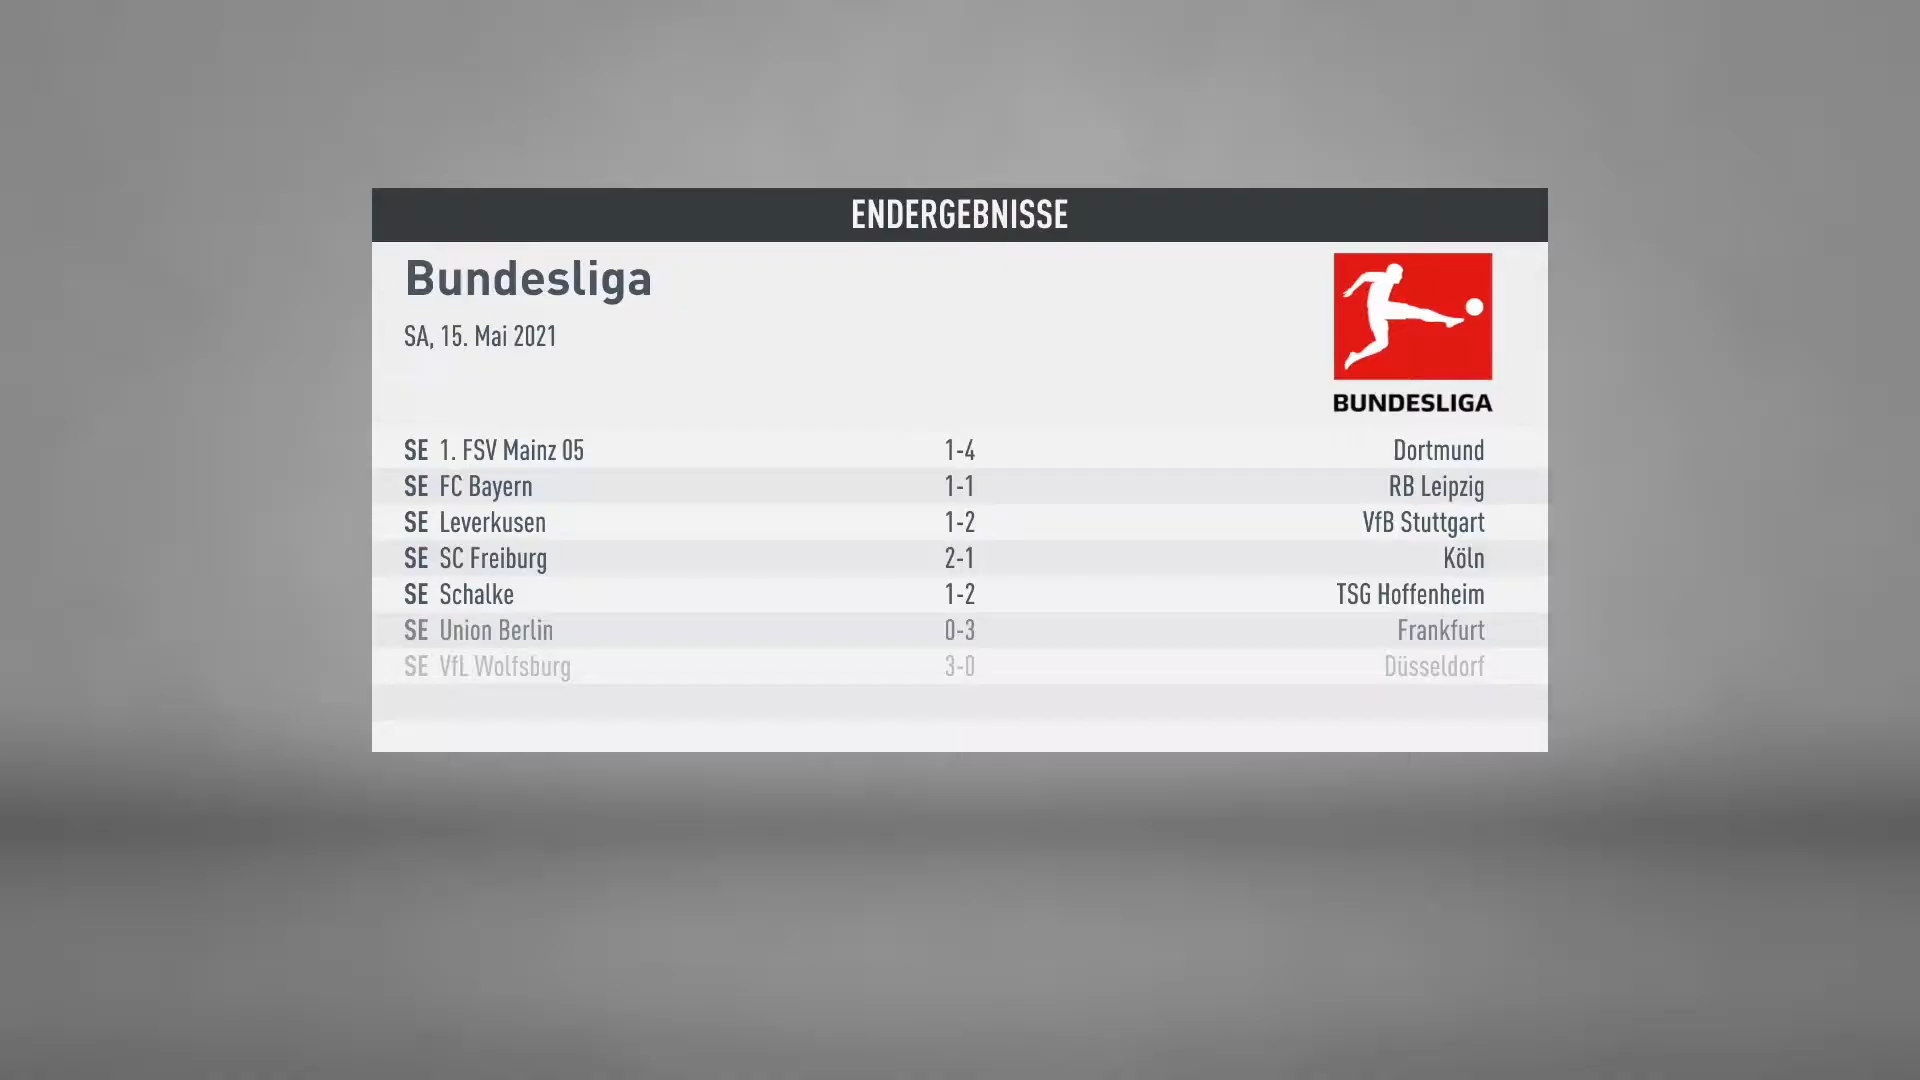 ENDERGEBNISSE
Bundesliga
SA, 15. Mai 2021
BUNDESLIGA
SE 1. FSV Mainz 05 1-4 Dortmund
SE FC Bayern 1-1 RB Leipzig
SE Leverkusen 1-2 VfB Stuttgart
SE SC Freiburg 2-1 Köln
SE Schalke 1-2 TSG Hoffenheim
SE Union Berlin 0-3 Frankfurt
SE VfL Wolfsburg 3-0 Düsseldorf